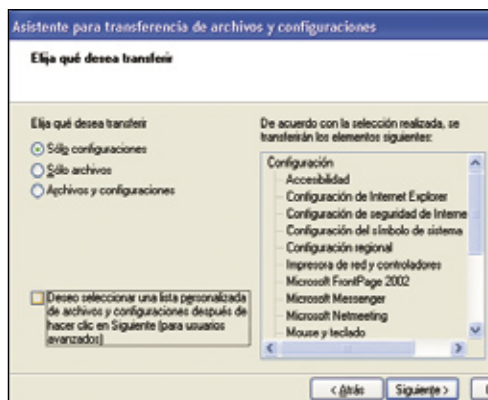 Asistente para transferencia de archivos y configuraciones
Elija qué desea transferir
Elija qué desea transferir
Sólo configuraciones
Sólo archivos
Archivos y configuraciones
Deseo seleccionar una lista personalizada
de archivos y configuraciones después de
hacer clic en Siguiente (para usuarios
avanzados)
De acuerdo con la selección realizada, se
transferirán los elementos siguientes:
Configuración
Accesibilidad
Configuración de Internet Explorer
Configuración de seguridad de Interne
Configuración del símbolo de sistema
Configuración regional
Impresora de red y controladores
Microsoft FrontPage 2002
Microsoft Messenger
Microsoft Netmeeting
Mouse y teclado
< Atrás
Siguiente >